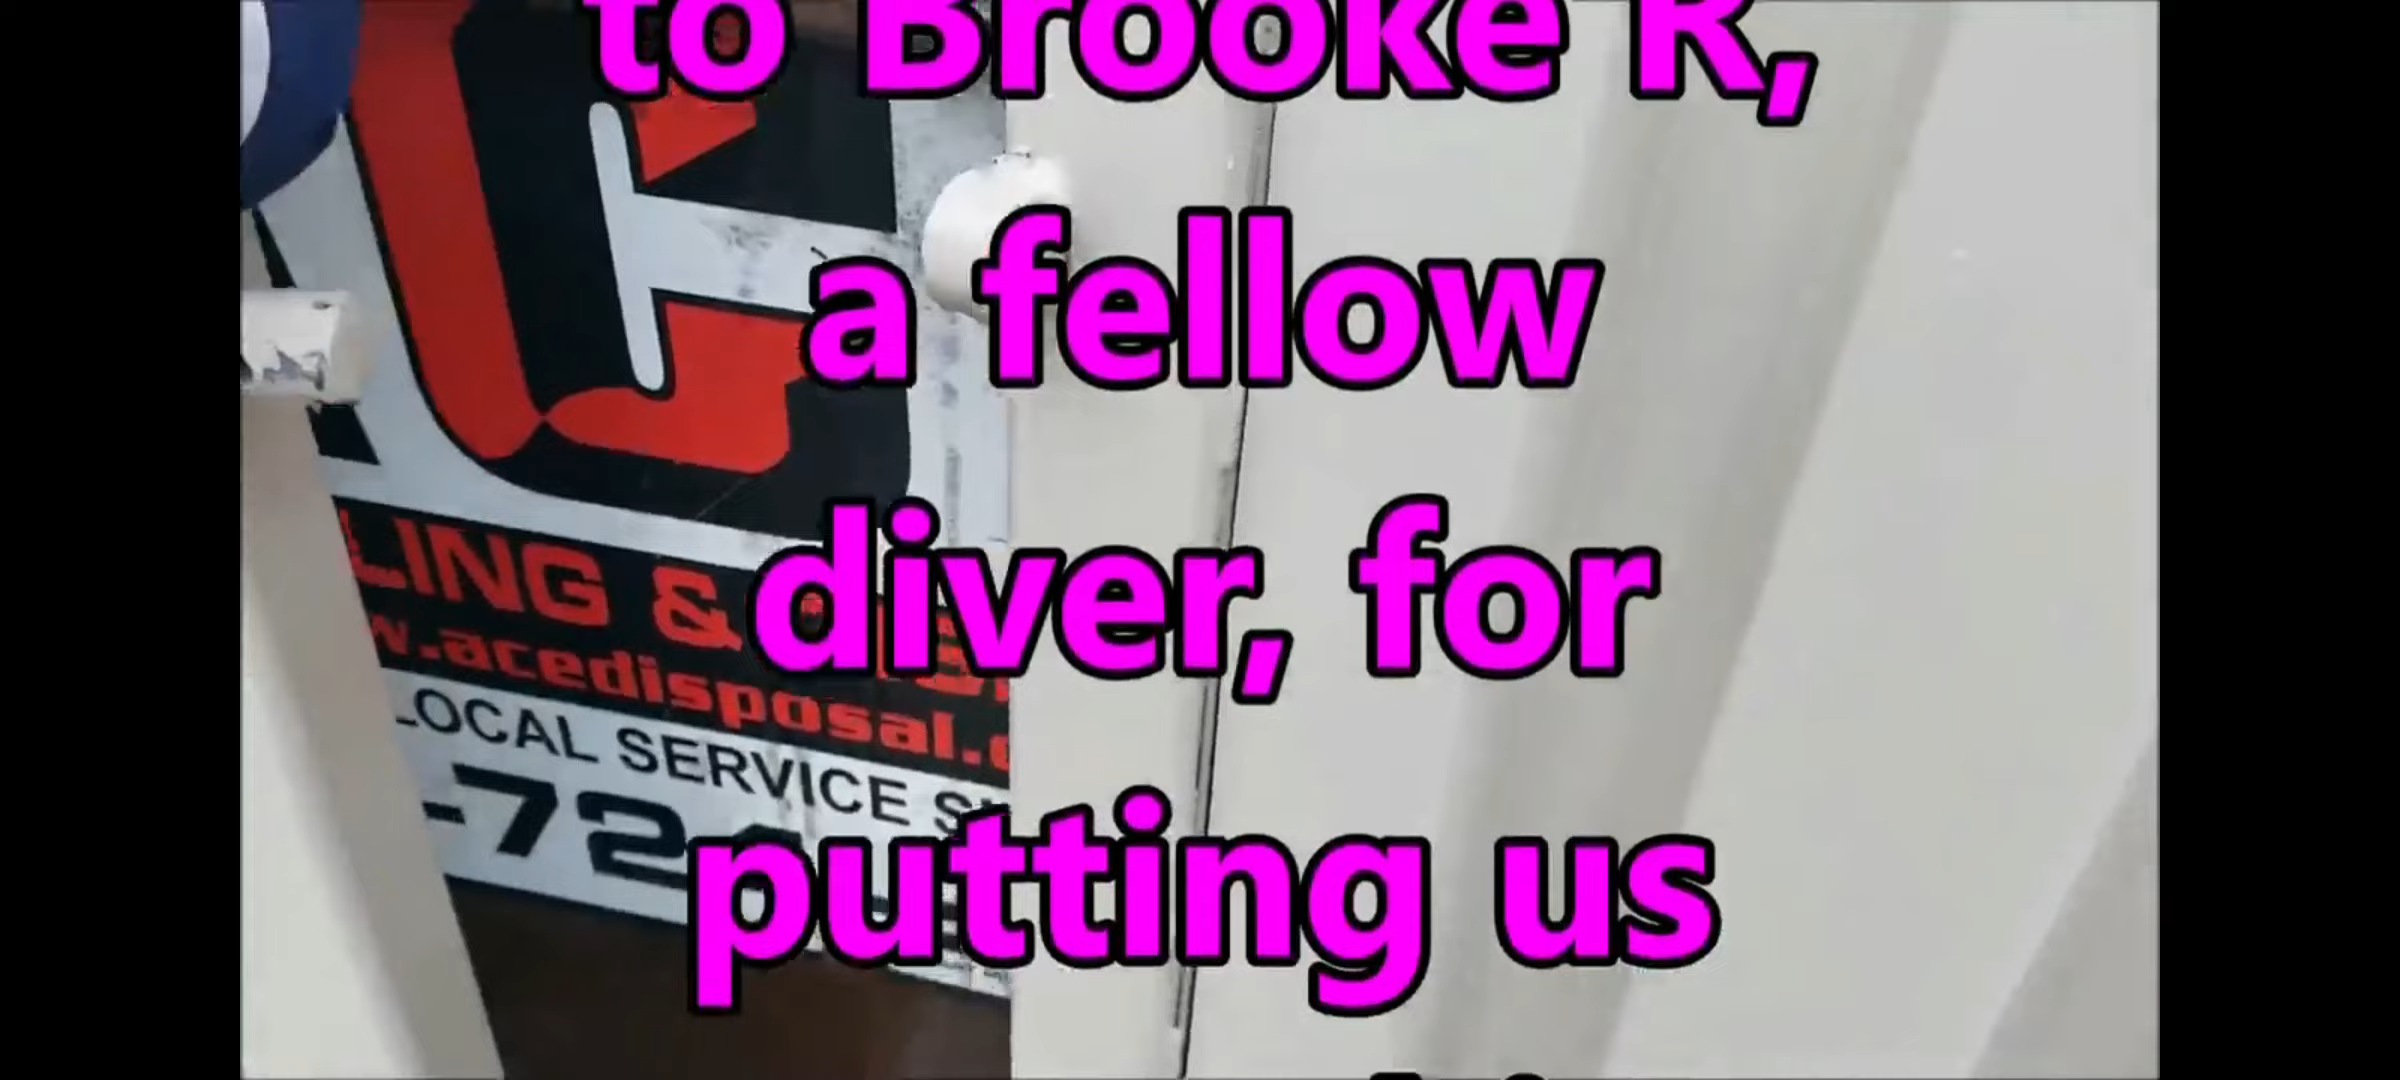 to Brooke R,
a fellow
diver, for
putting us
LING &
w.acedisposal.
LOCAL SERVICE
-72